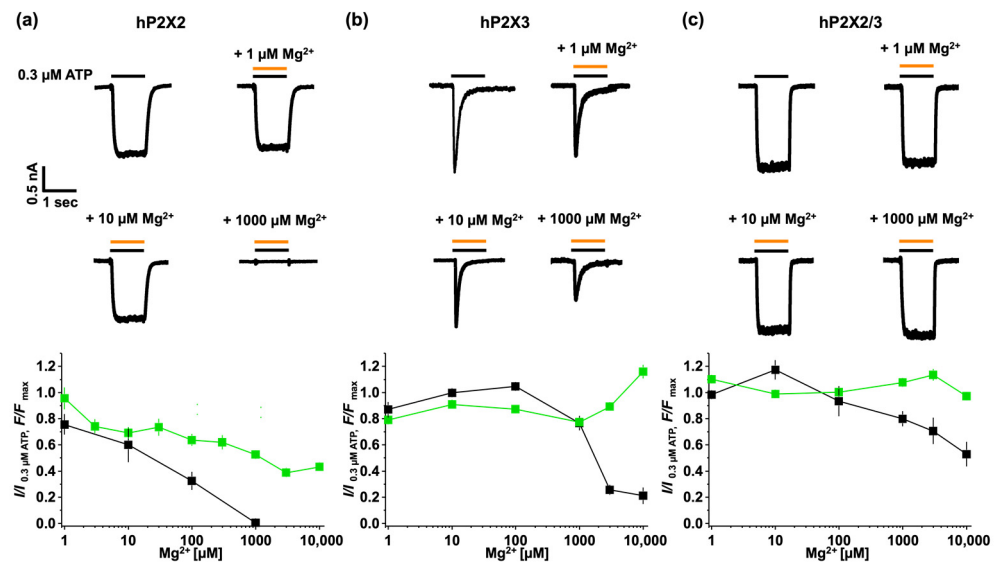 (a) hP2X2 (b) hP2X3 (c) hP2X2/3
+ 1 µM Mg²⁺ + 1 µM Mg²⁺ + 1 µM Mg²⁺
0.3 µM ATP
0.5 nA
1 sec
+ 10 µM Mg²⁺ + 1000 µM Mg²⁺ + 10 µM Mg²⁺ + 1000 µM Mg²⁺ + 10 µM Mg²⁺ + 1000 µM Mg²⁺
I/I 0.3 µM ATP, F/F max
1.2
1.0
0.8
0.6
0.4
0.2
0.0
1 10 100 1000 10,000
Mg²⁺ [µM]
I/I 0.3 µM ATP, F/F max
1.2
1.0
0.8
0.6
0.4
0.2
0.0
1 10 100 1000 10,000
Mg²⁺ [µM]
I/I 0.3 µM ATP, F/F max
1.2
1.0
0.8
0.6
0.4
0.2
0.0
1 10 100 1000 10,000
Mg²⁺ [µM]